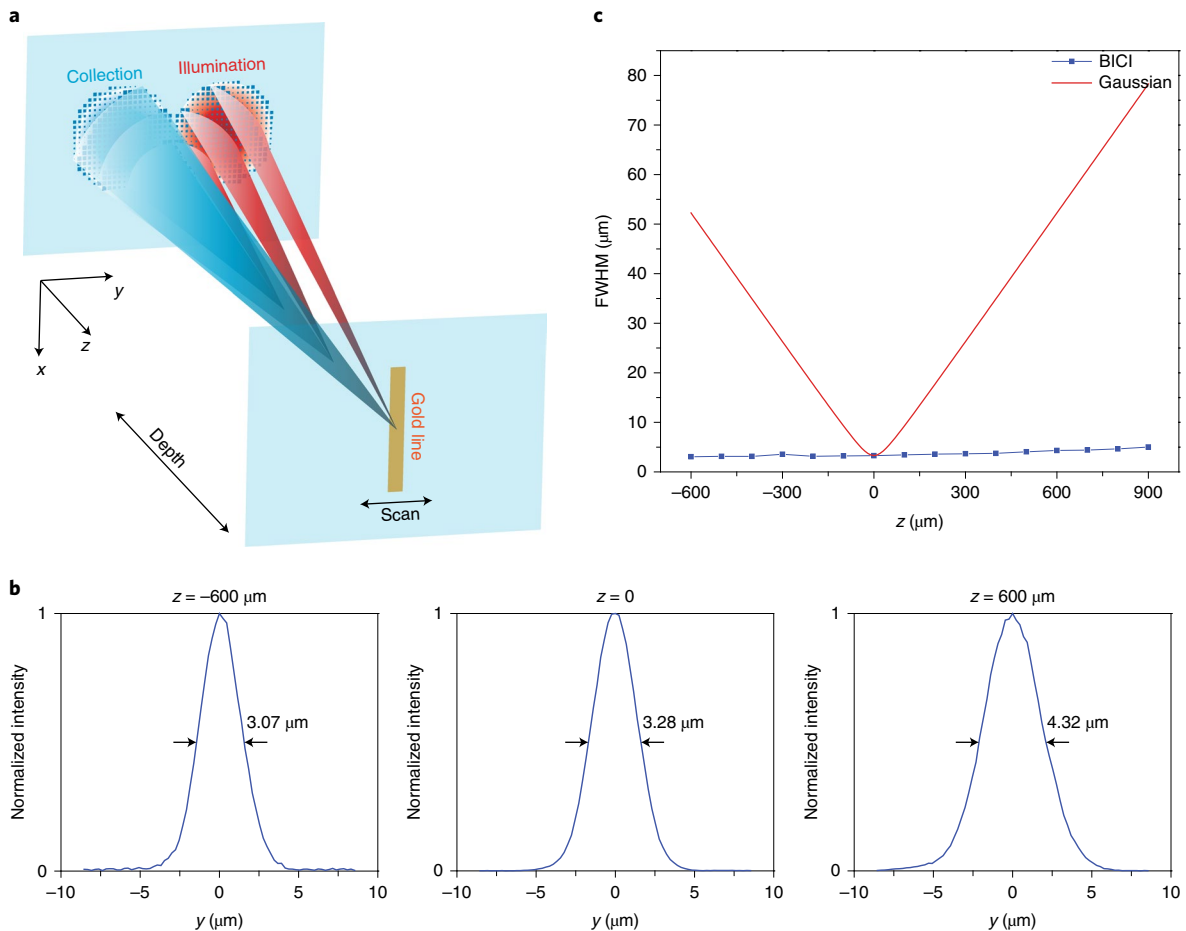 a
Collection
Illumination
y
z
x
Depth
Gold line
Scan
c
BICI
Gaussian
80
70
60
50
40
30
20
10
0
FWHM (μm)
−600
−300
0
300
600
900
z (μm)
b
z = −600 μm
1
0
Normalized intensity
3.07 μm
−10
−5
0
5
10
y (μm)
z = 0
1
0
Normalized intensity
3.28 μm
−10
−5
0
5
10
y (μm)
z = 600 μm
1
0
Normalized intensity
4.32 μm
−10
−5
0
5
10
y (μm)